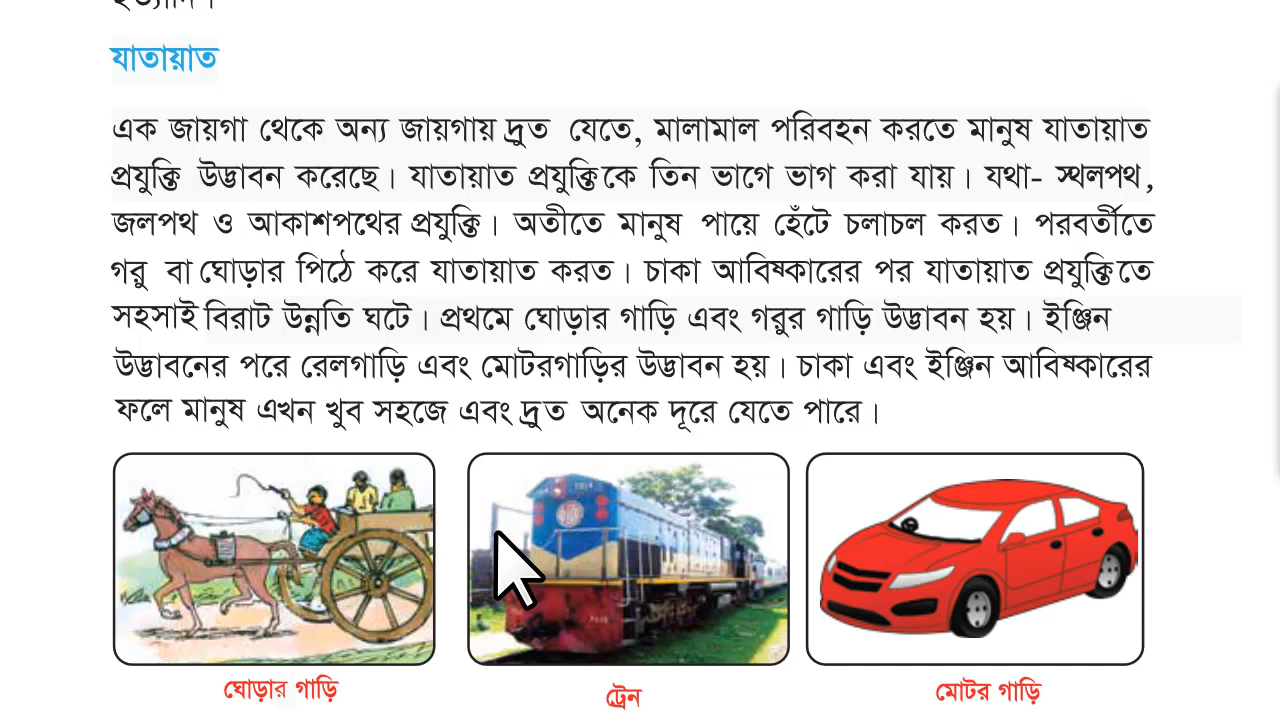 ইত্যাদি।
যাতায়াত
এক জায়গা থেকে অন্য জায়গায় দ্রুত যেতে, মালামাল পরিবহন করতে মানুষ যাতায়াত
প্রযুক্তি উদ্ভাবন করেছে। যাতায়াত প্রযুক্তিকে তিন ভাগে ভাগ করা যায়। যথা- স্থলপথ,
জলপথ ও আকাশপথের প্রযুক্তি। অতীতে মানুষ পায়ে হেঁটে চলাচল করত। পরবর্তীতে
গরু বা ঘোড়ার পিঠে করে যাতায়াত করত। চাকা আবিষ্কারের পর যাতায়াত প্রযুক্তিতে
সহসাই বিরাট উন্নতি ঘটে। প্রথমে ঘোড়ার গাড়ি এবং গরুর গাড়ি উদ্ভাবন হয়। ইঞ্জিন
উদ্ভাবনের পরে রেলগাড়ি এবং মোটরগাড়ির উদ্ভাবন হয়। চাকা এবং ইঞ্জিন আবিষ্কারের
ফলে মানুষ এখন খুব সহজে এবং দ্রুত অনেক দূরে যেতে পারে।
ঘোড়ার গাড়ি
ট্রেন
মোটর গাড়ি